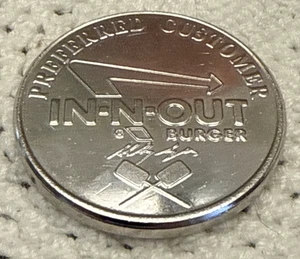 PREFERRED CUSTOMER
IN-N-OUT
® BURGER